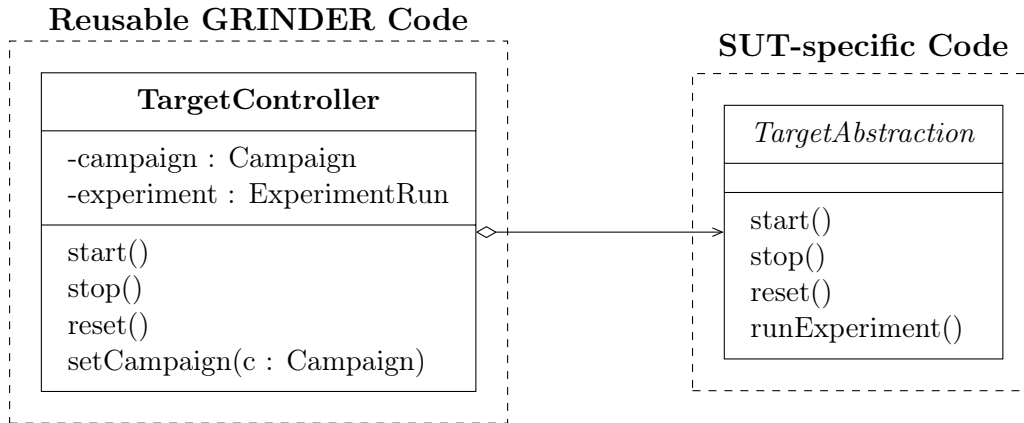 Reusable GRINDER Code
TargetController
-campaign : Campaign
-experiment : ExperimentRun
start()
stop()
reset()
setCampaign(c : Campaign)
SUT-specific Code
TargetAbstraction
start()
stop()
reset()
runExperiment()